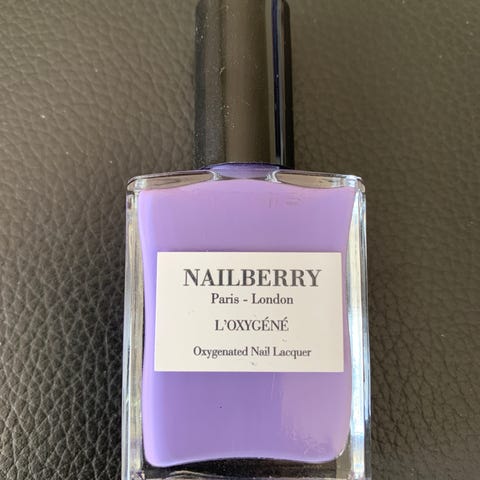 NAILBERRY
Paris - London
L'OXYGÉNÉ
Oxygenated Nail Lacquer